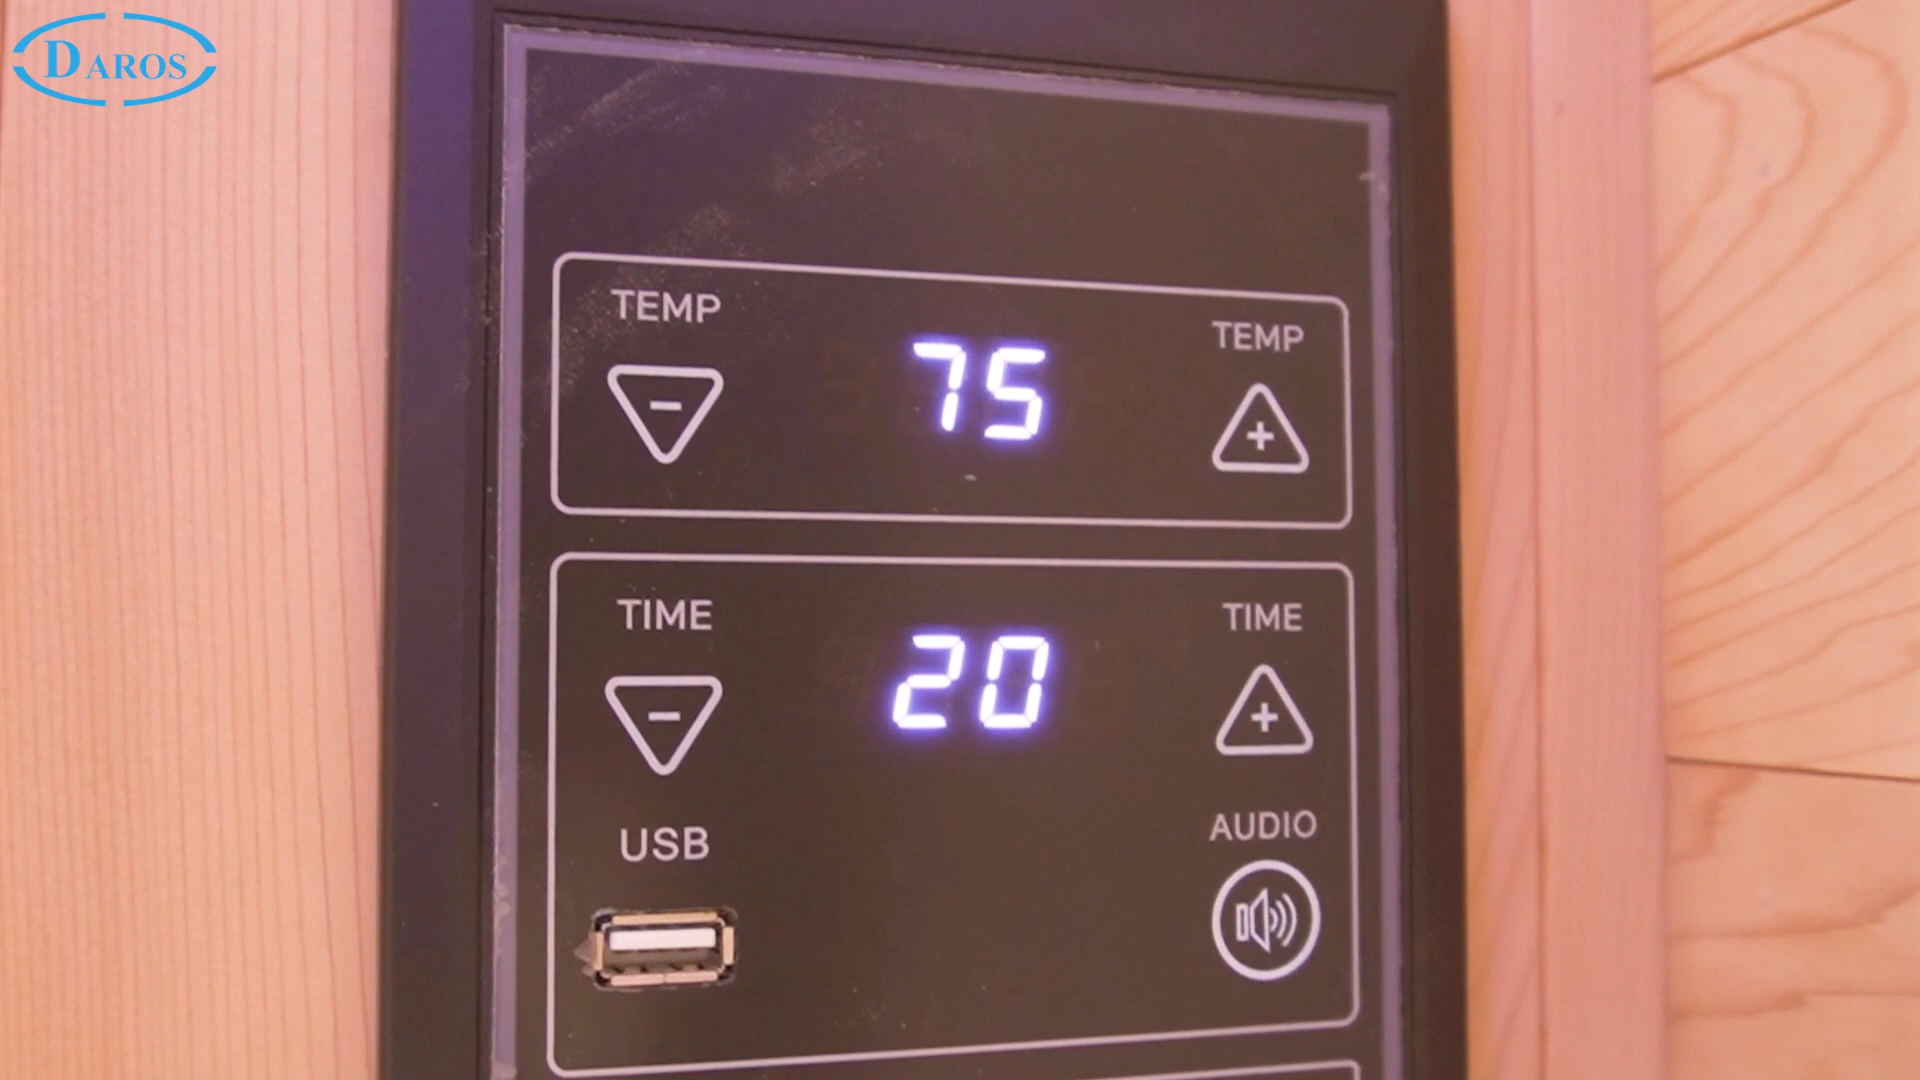 DAROS
TEMP
TEMP
-
75
+
TIME
TIME
-
20
+
USB
AUDIO